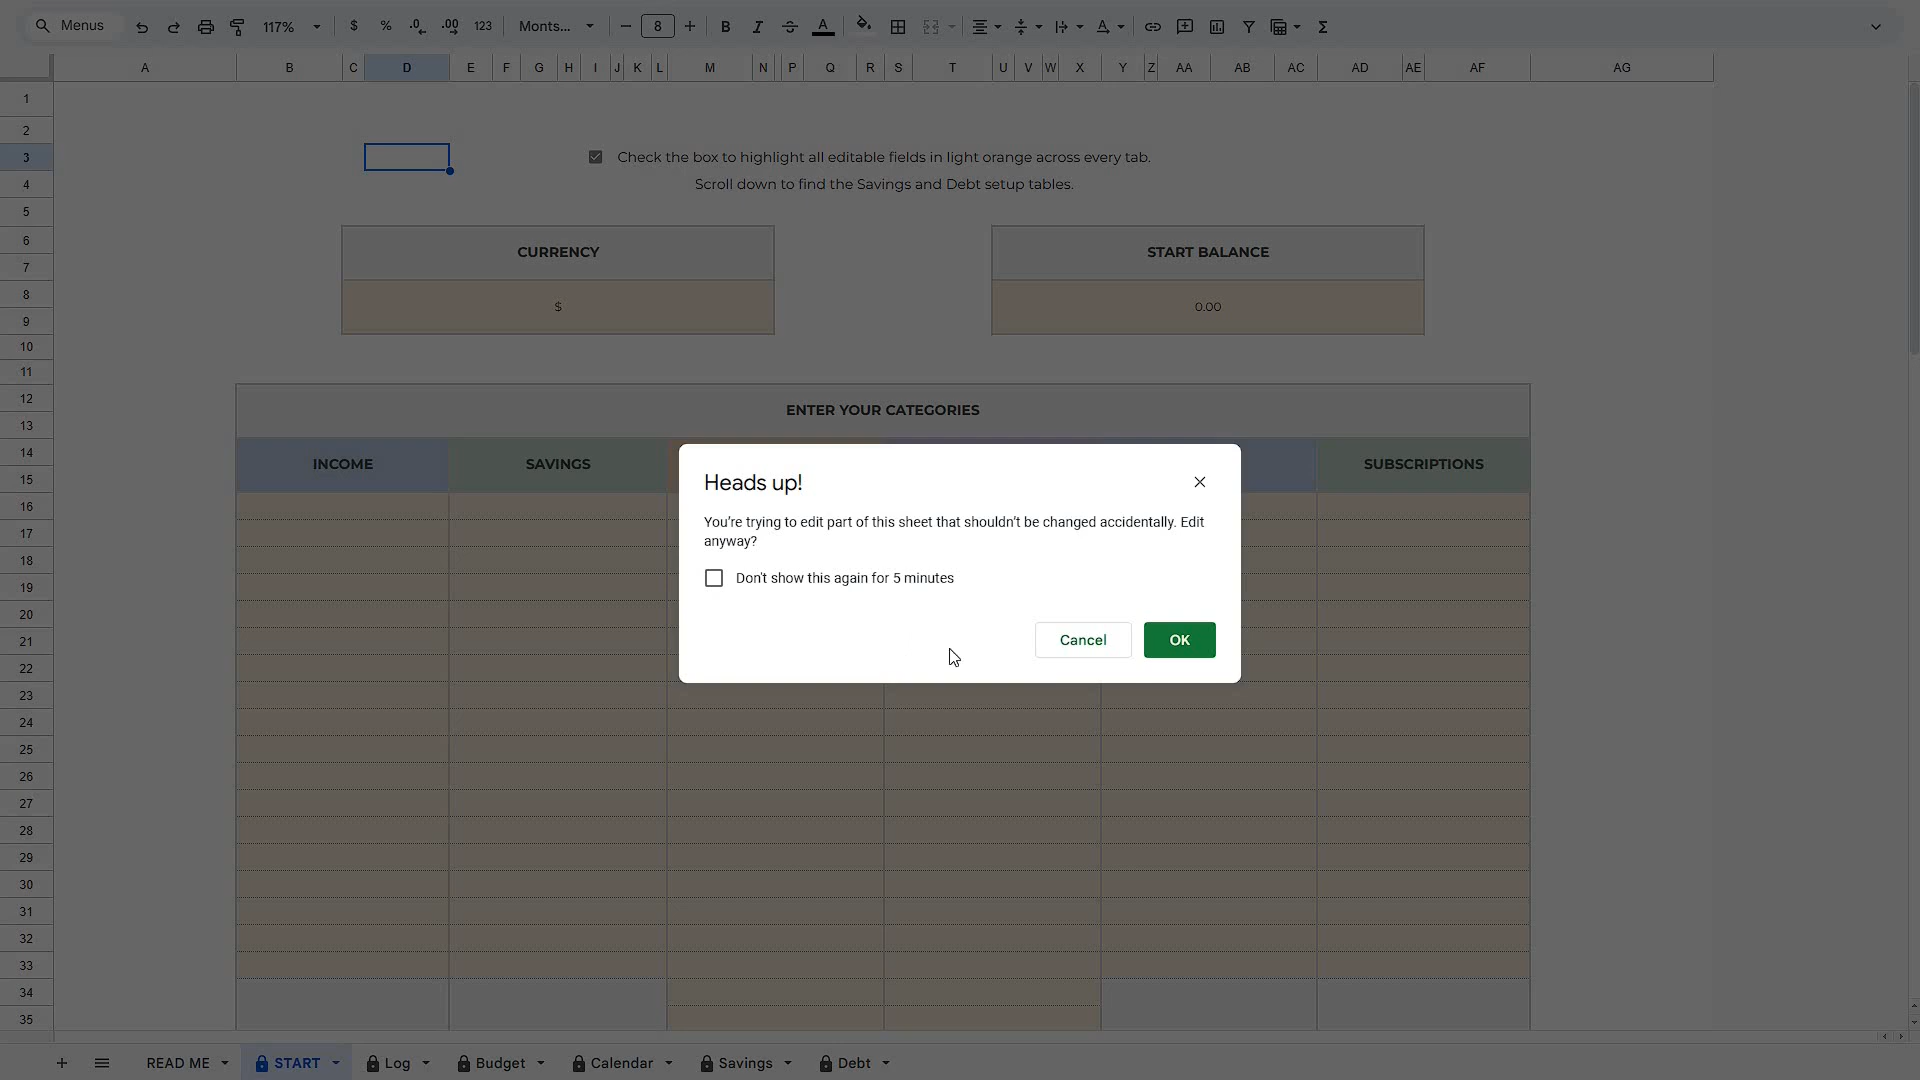 Menus
117%
$
%
.0
.00
123
Monts...
8
B
I
A
A
B
C
D
E
F
G
H
I
J
K
L
M
N
P
Q
R
S
T
U
V
W
X
Y
Z
AA
AB
AC
AD
AE
AF
AG
1
2
3
Check the box to highlight all editable fields in light orange across every tab.
4
Scroll down to find the Savings and Debt setup tables.
5
6
CURRENCY
START BALANCE
7
8
$
0.00
9
10
11
12
ENTER YOUR CATEGORIES
13
14
INCOME
SAVINGS
SUBSCRIPTIONS
15
16
17
18
19
20
21
22
23
24
25
26
27
28
29
30
31
32
33
34
35
Heads up!
You're trying to edit part of this sheet that shouldn't be changed accidentally. Edit
anyway?
Don't show this again for 5 minutes
Cancel
OK
READ ME
START
Log
Budget
Calendar
Savings
Debt